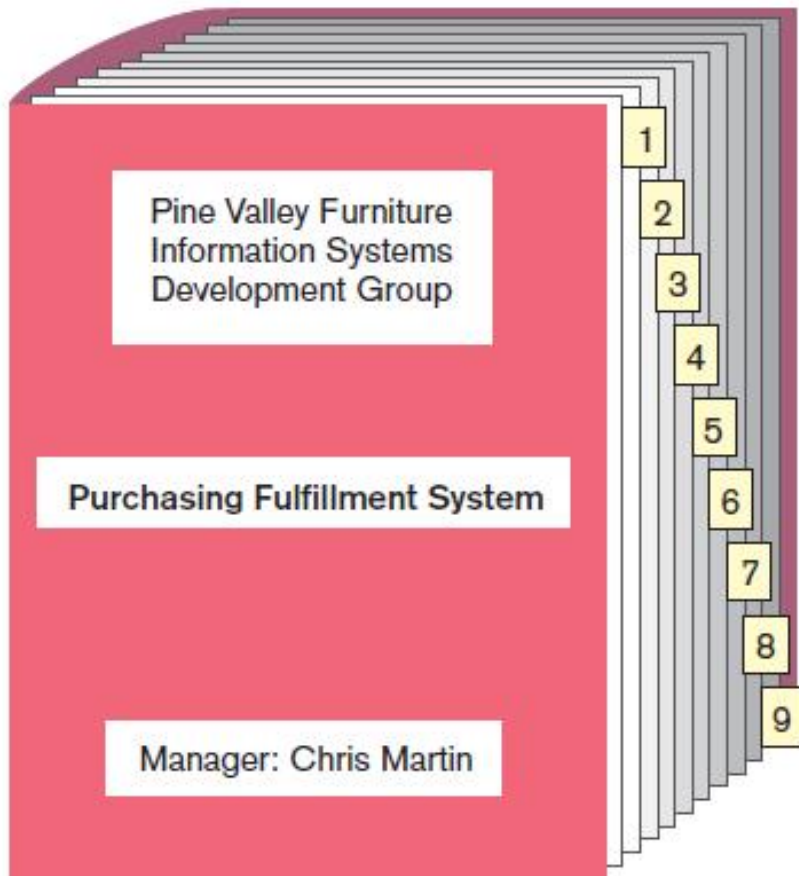 Pine Valley Furniture
Information Systems
Development Group
Purchasing Fulfillment System
Manager: Chris Martin
1
2
3
4
5
6
7
8
9